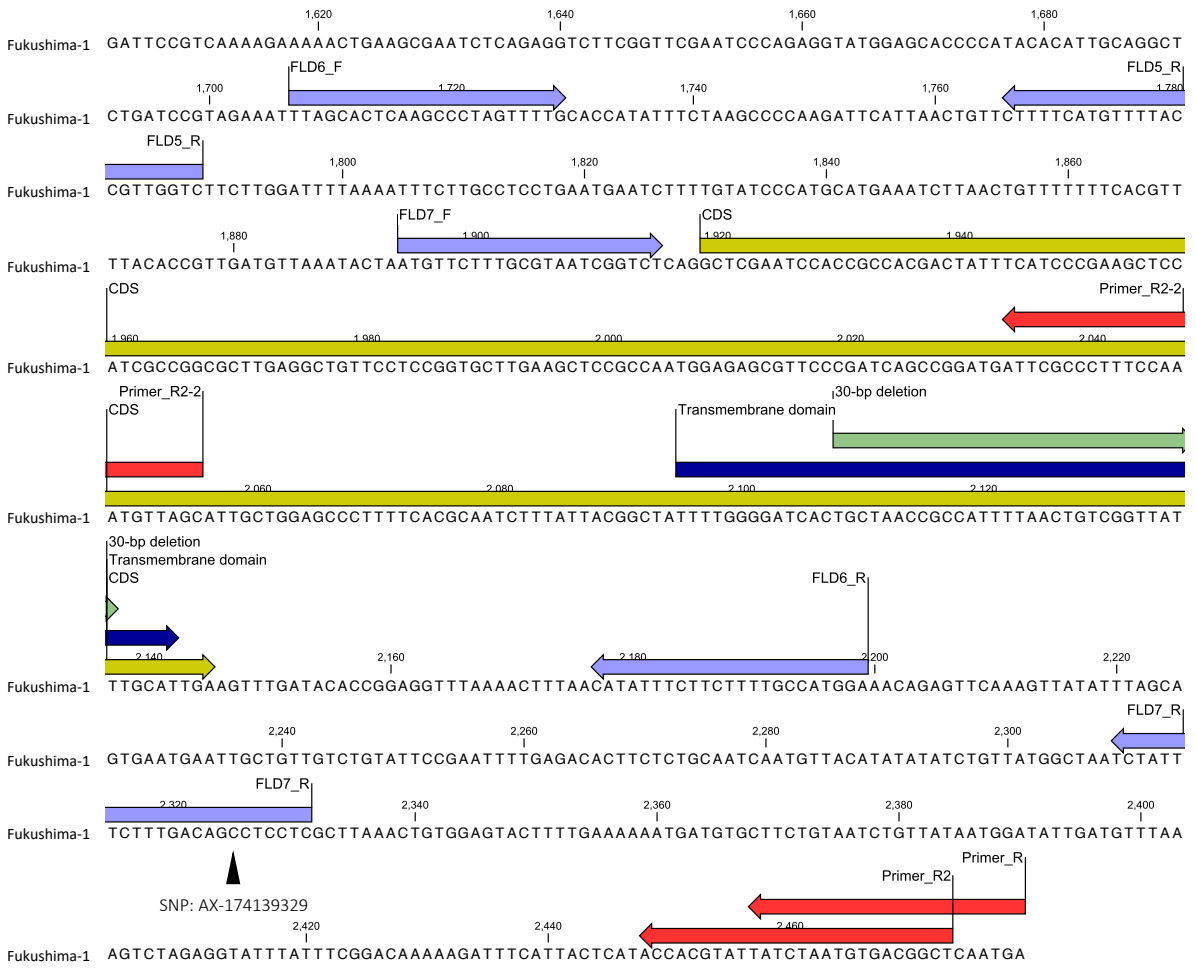 1,620 1,640 1,660 1,680
Fukushima-1 GATTCCGTCAAAAGAAAAACTGAAGCGAATCTCAGAGGTCTTCGGTTCGAATCCCAGAGGTATGGAGCACCCCATACACATTGCAGGCT
FLD6_F FLD5_R
1,700 1,720 1,740 1,760 1,780
Fukushima-1 CTGATCCGTAGAAATTTAGCACTCAAGCCCTAGTTTTGCACCATATTTCTAAGCCCCAAGATTCATTAACTGTTCTTTTCATGTTTTAC
FLD5_R
1,800 1,820 1,840 1,860
Fukushima-1 CGTTGGTCTTCTTGGATTTTAAAATTTCTTGCCTCCTGAATGAATCTTTTGTATCCCATGCATGAAATCTTAACTGTTTTTTTCACGTT
FLD7_F CDS
1,880 1,900 1,920 1,940
Fukushima-1 TTACACCGTTGATGTTAAATACTAATGTTCTTTGCGTAATCGGTCTCAGGCTCGAATCCACCGCCACGACTATTTCATCCCGAAGCTCC
CDS Primer_R2-2
1,960 1,980 2,000 2,020 2,040
Fukushima-1 ATCGCCGGCGCTTGAGGCTGTTCCTCCGGTGCTTGAAGCTCCGCCAATGGAGAGCGTTCCCGATCAGCCGGATGATTCGCCCTTTCCAA
Primer_R2-2 30-bp deletion
CDS Transmembrane domain
2,060 2,080 2,100 2,120
Fukushima-1 ATGTTAGCATTGCTGGAGCCCTTTTCACGCAATCTTTATTACGGCTATTTTGGGGATCACTGCTAACCGCCATTTTAACTGTCGGTTAT
30-bp deletion
Transmembrane domain
CDS FLD6_R
2,140 2,160 2,180 2,200 2,220
Fukushima-1 TTGCATTGAAGTTTGATACACCGGAGGTTTAAAACTTTAACATATTTCTTCTTTTGCCATGGAAACAGAGTTCAAAGTTATATTTAGCA
FLD7_R
2,240 2,260 2,280 2,300
Fukushima-1 GTGAATGAATTGCTGTTGTCTGTATTCCGAATTTTGAGACACTTCTCTGCAATCAATGTTACATATATATCTGTTATGGCTAATCTATT
FLD7_R
2,320 2,340 2,360 2,380 2,400
Fukushima-1 TCTTTGACAGCCTCCTCGCTTAAACTGTGGAGTACTTTTGAAAAAATGATGTGCTTCTGTAATCTGTTATAATGGATATTGATGTTTAA
SNP: AX-174139329
Primer_R
Primer_R2
2,420 2,440 2,460
Fukushima-1 AGTCTAGAGGTATTTATTTCGGACAAAAAGATTTCATTACTCATACCACGTATTATCTAATGTGACGGCTCAATGA